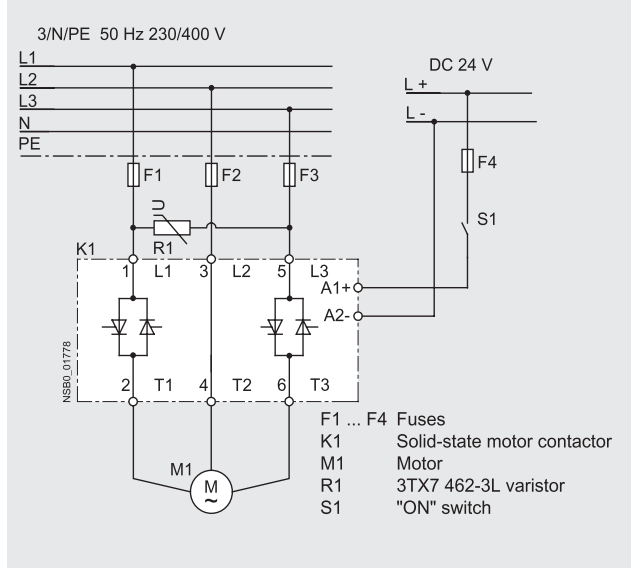 3/N/PE 50 Hz 230/400 V
L1
L2
L3
N
PE
DC 24 V
L +
L -
F1
F2
F3
F4
S1
U
R1
K1
1 L1 3 L2 5 L3
A1+
A2-
NSB0_01778
2 T1 4 T2 6 T3
M1
M
~
F1 ... F4 Fuses
K1 Solid-state motor contactor
M1 Motor
R1 3TX7 462-3L varistor
S1 "ON" switch